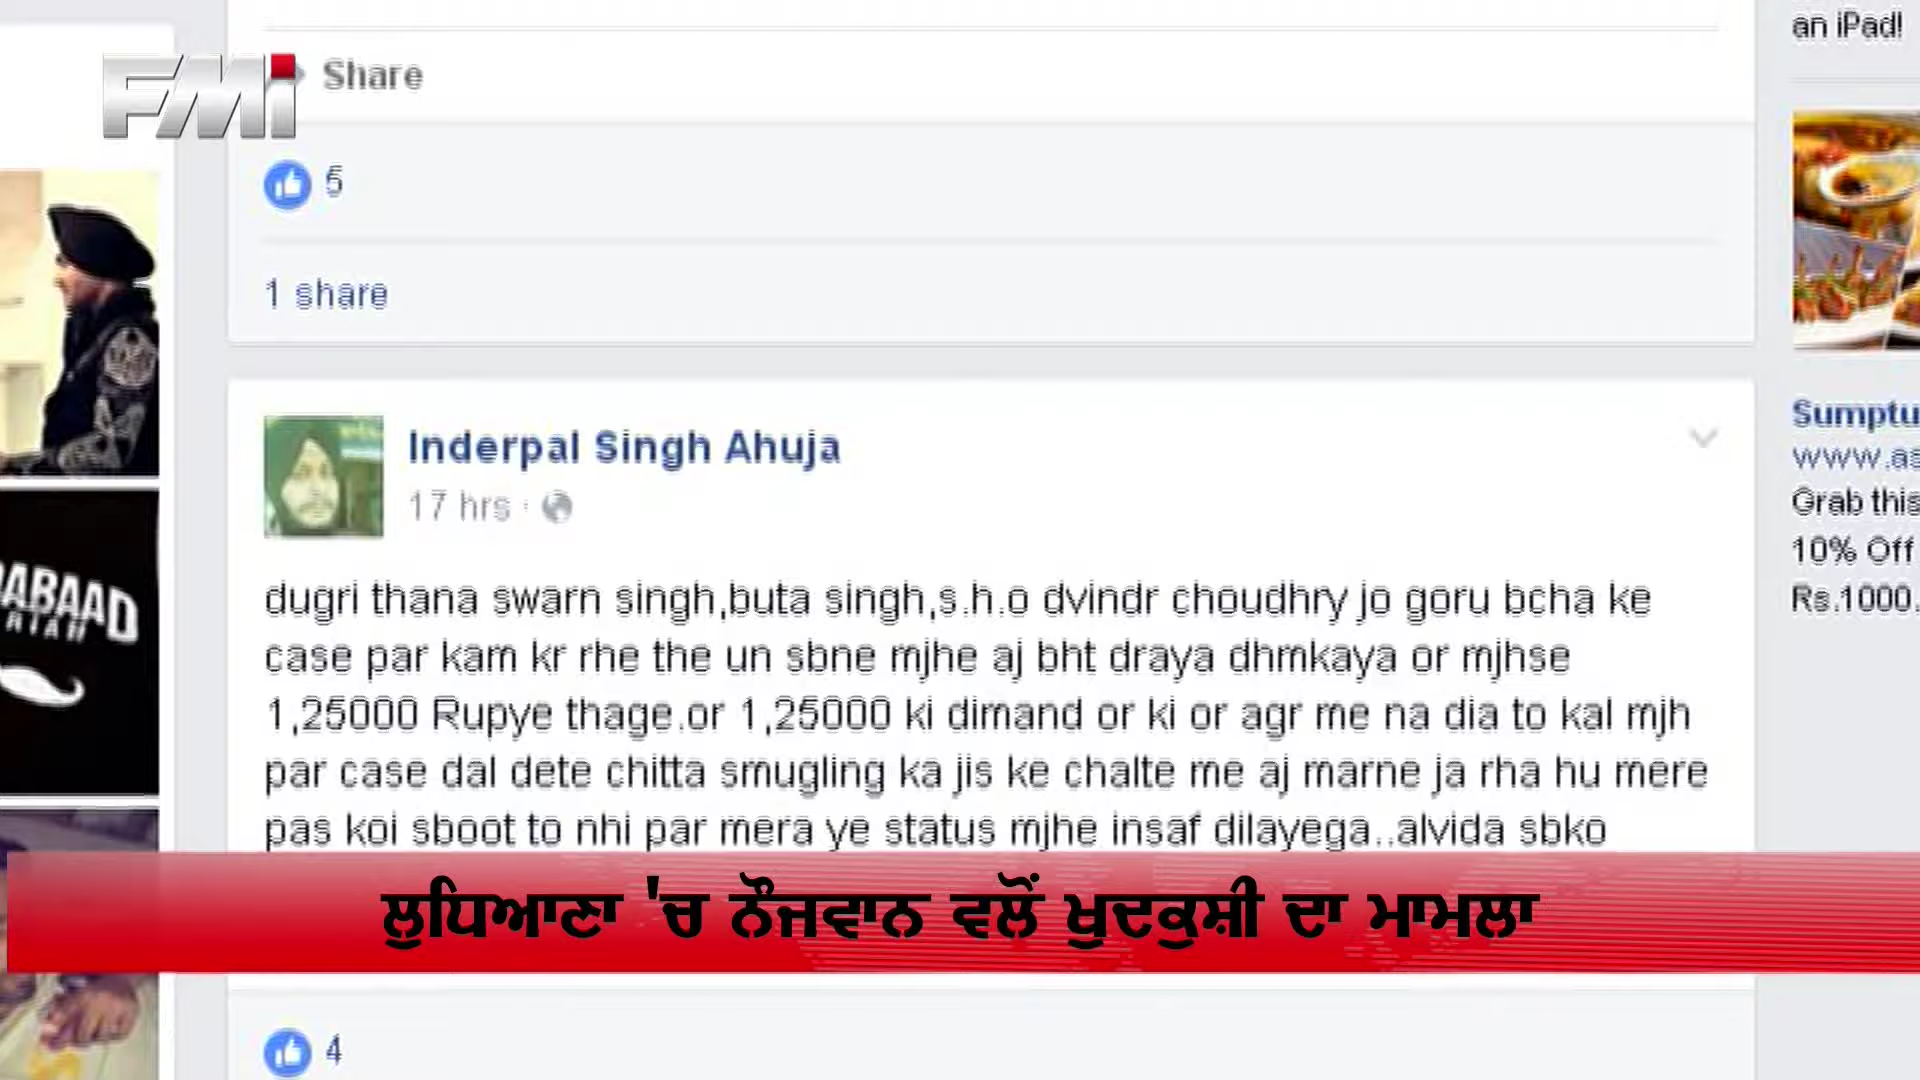 an iPad!
FMi
Share
5
1 share
Inderpal Singh Ahuja
17 hrs
dugri thana swarn singh,buta singh,s.h.o dvindr choudhry jo goru bcha ke
case par kam kr rhe the un sbne mjhe aj bht draya dhmkaya or mjhse
1,25000 Rupye thage.or 1,25000 ki dimand or ki or agr me na dia to kal mjh
par case dal dete chitta smugling ka jis ke chalte me aj marne ja rha hu mere
pas koi sboot to nhi par mera ye status mjhe insaf dilayega..alvida sbko
ਲੁਧਿਆਣਾ 'ਚ ਨੌਜਵਾਨ ਵਲੋਂ ਖੁਦਕੁਸ਼ੀ ਦਾ ਮਾਮਲਾ
4
Sumptu
www.as
Grab this
10% Off
Rs.1000.
ABAAD